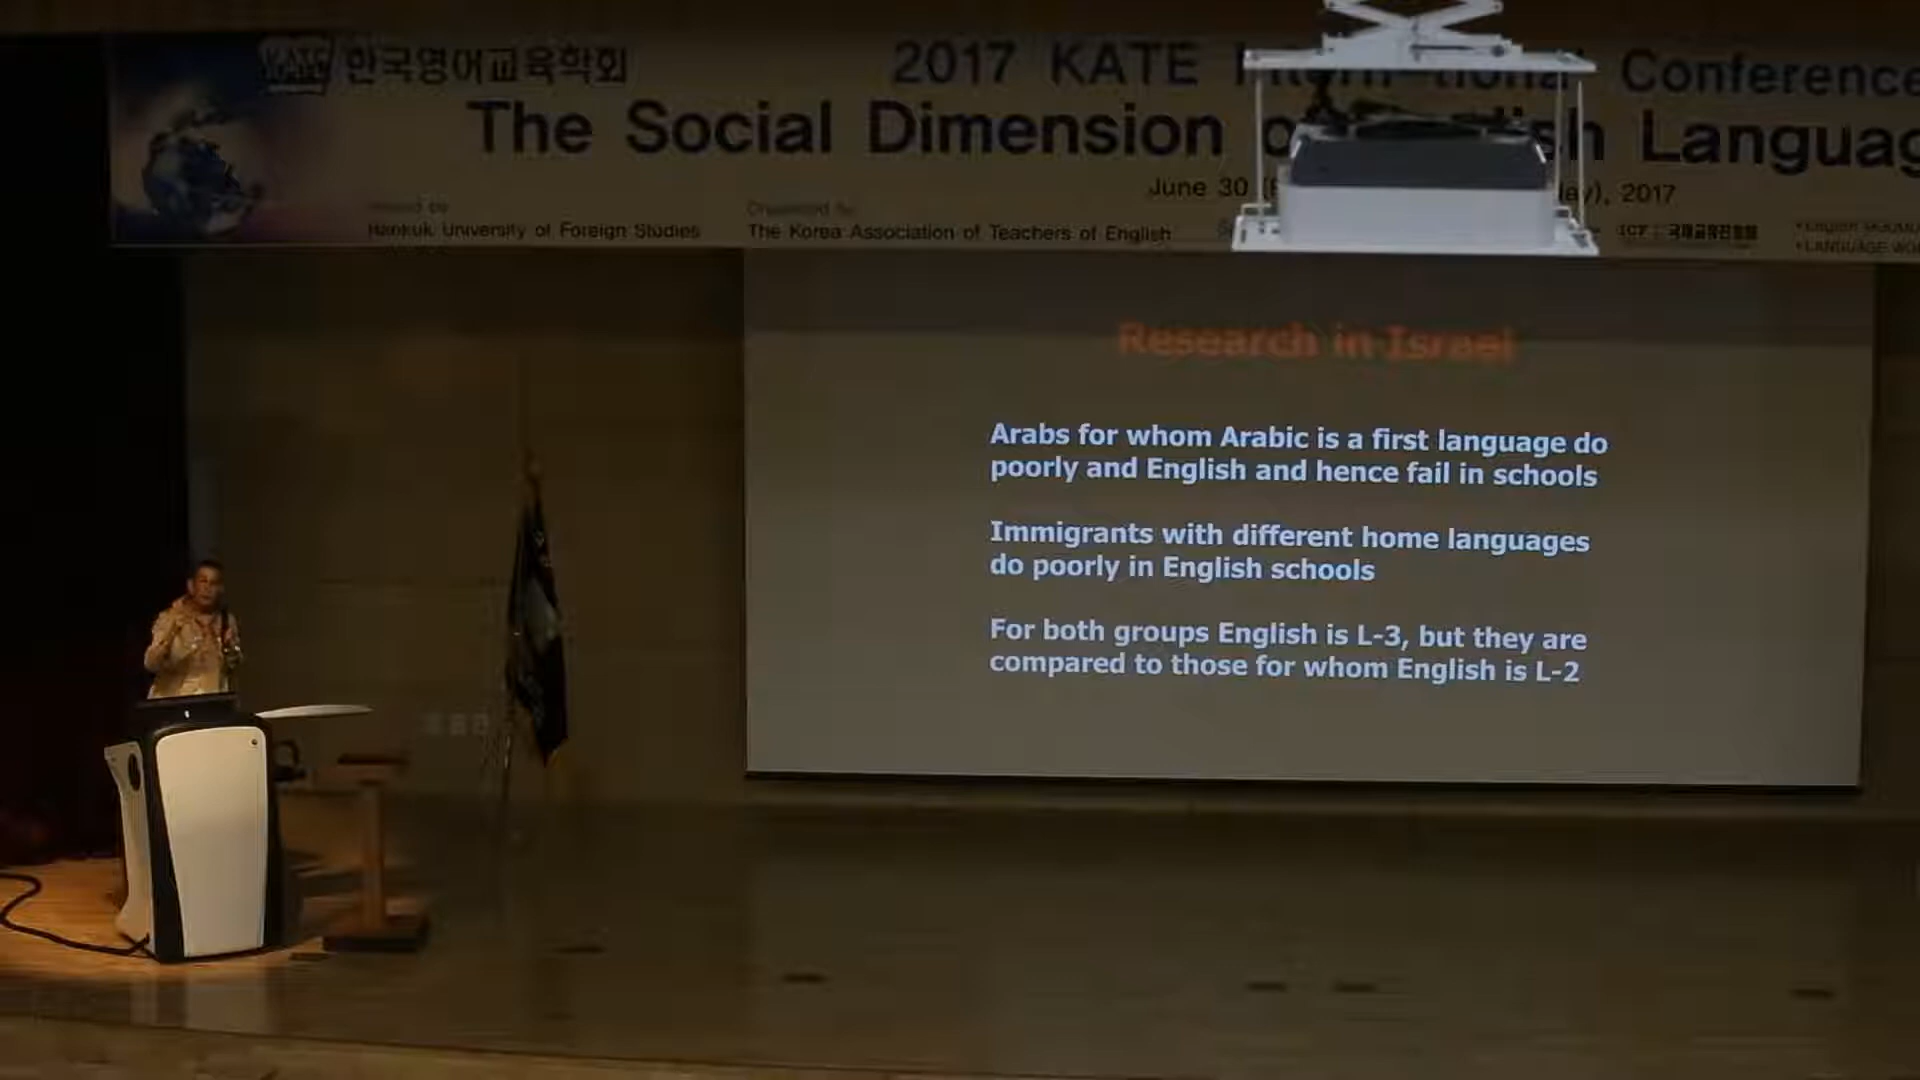 KATE 한국영어교육학회
2017 KATE Conference
The Social Dimension Languag
June 30 2017
Hankuk University of Foreign Studies
The Korea Association of Teachers of English
Research in Israel
Arabs for whom Arabic is a first language do
poorly and English and hence fail in schools
Immigrants with different home languages
do poorly in English schools
For both groups English is L-3, but they are
compared to those for whom English is L-2